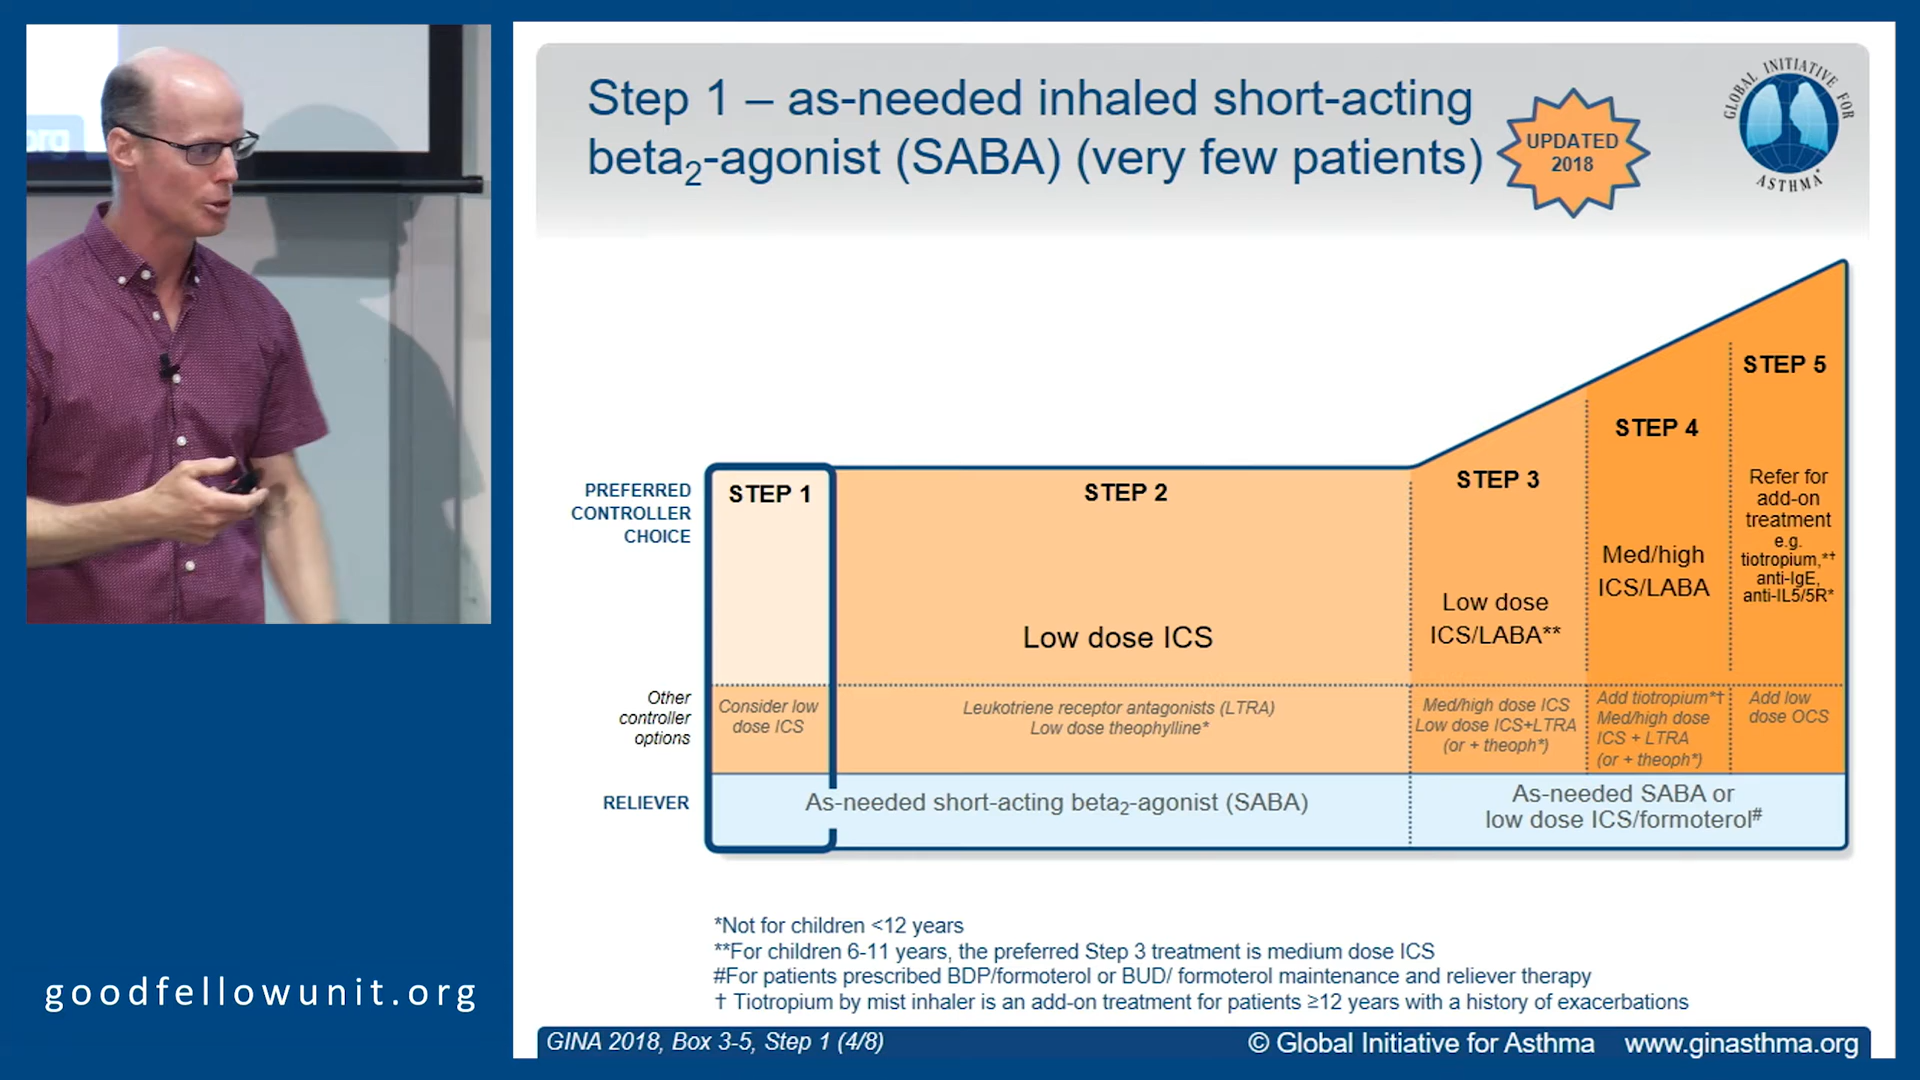 org
goodfellowunit.org
Step 1 – as-needed inhaled short-acting
beta₂-agonist (SABA) (very few patients)
UPDATED
2018
GLOBAL INITIATIVE FOR
ASTHMA
PREFERRED
CONTROLLER
CHOICE
STEP 1
STEP 2
Low dose ICS
STEP 3
Low dose
ICS/LABA**
STEP 4
Med/high
ICS/LABA
STEP 5
Refer for
add-on
treatment
e.g.
tiotropium,*†
anti-IgE,
anti-IL5/5R*
Other
controller
options
Consider low
dose ICS
Leukotriene receptor antagonists (LTRA)
Low dose theophylline*
Med/high dose ICS
Low dose ICS+LTRA
(or + theoph*)
Add tiotropium*†
Med/high dose
ICS + LTRA
(or + theoph*)
Add low
dose OCS
RELIEVER
As-needed short-acting beta₂-agonist (SABA)
As-needed SABA or
low dose ICS/formoterol#
*Not for children <12 years
**For children 6-11 years, the preferred Step 3 treatment is medium dose ICS
#For patients prescribed BDP/formoterol or BUD/ formoterol maintenance and reliever therapy
† Tiotropium by mist inhaler is an add-on treatment for patients ≥12 years with a history of exacerbations
GINA 2018, Box 3-5, Step 1 (4/8)
© Global Initiative for Asthma
www.ginasthma.org